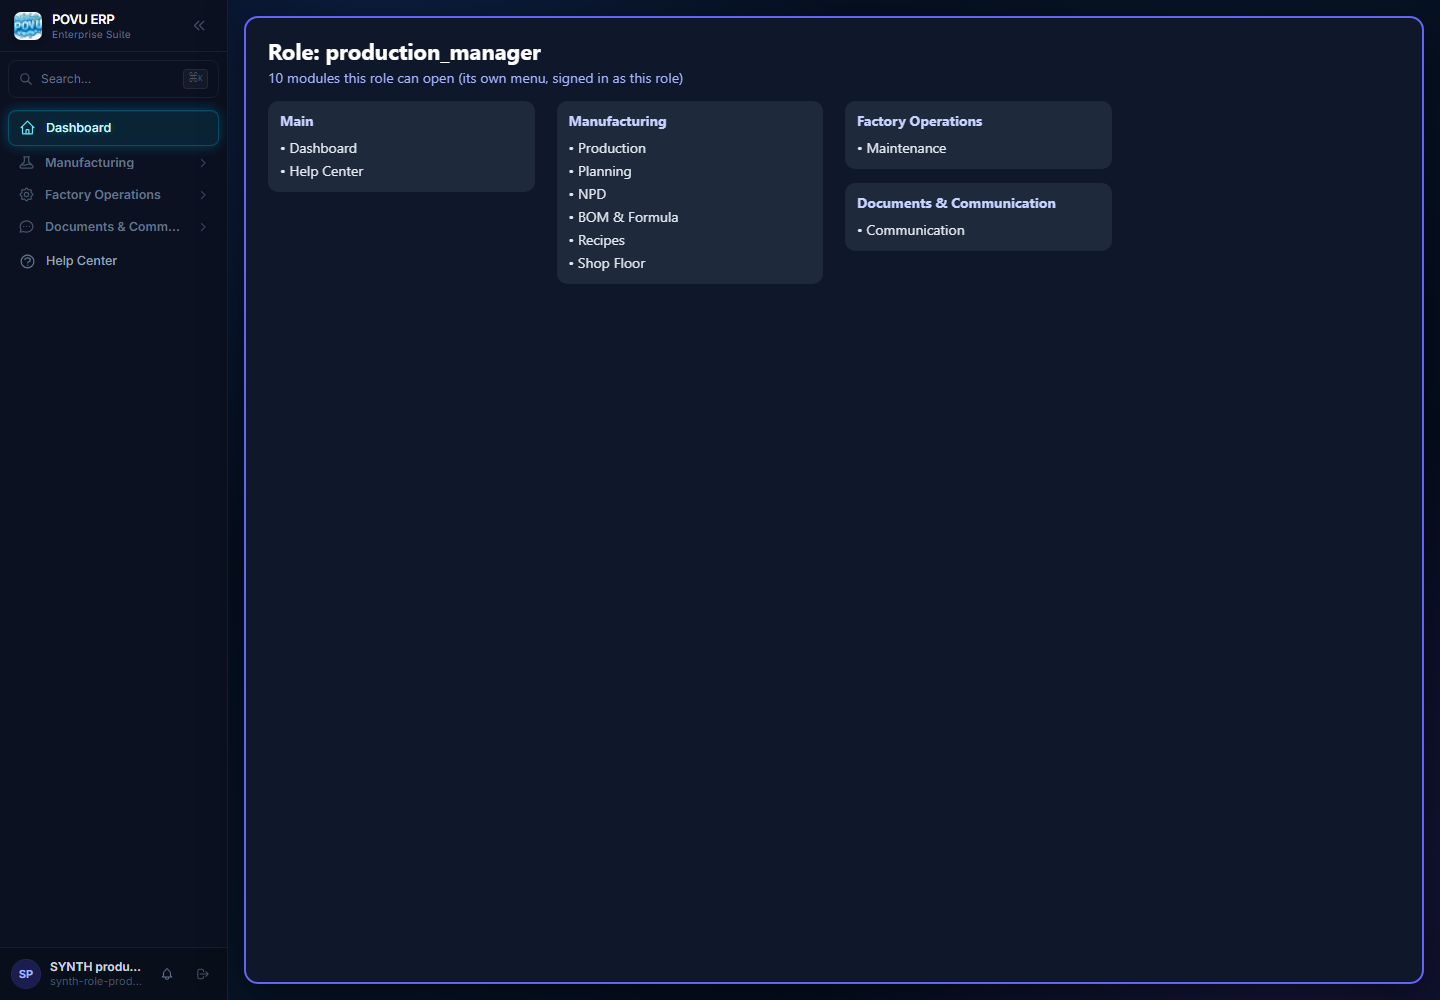 POVU ERP
Enterprise Suite
Search...
⌘K
Dashboard
Manufacturing
Factory Operations
Documents & Comm...
Help Center
SP
SYNTH produ...
synth-role-prod...
Role: production_manager
10 modules this role can open (its own menu, signed in as this role)
Main
• Dashboard
• Help Center
Manufacturing
• Production
• Planning
• NPD
• BOM & Formula
• Recipes
• Shop Floor
Factory Operations
• Maintenance
Documents & Communication
• Communication